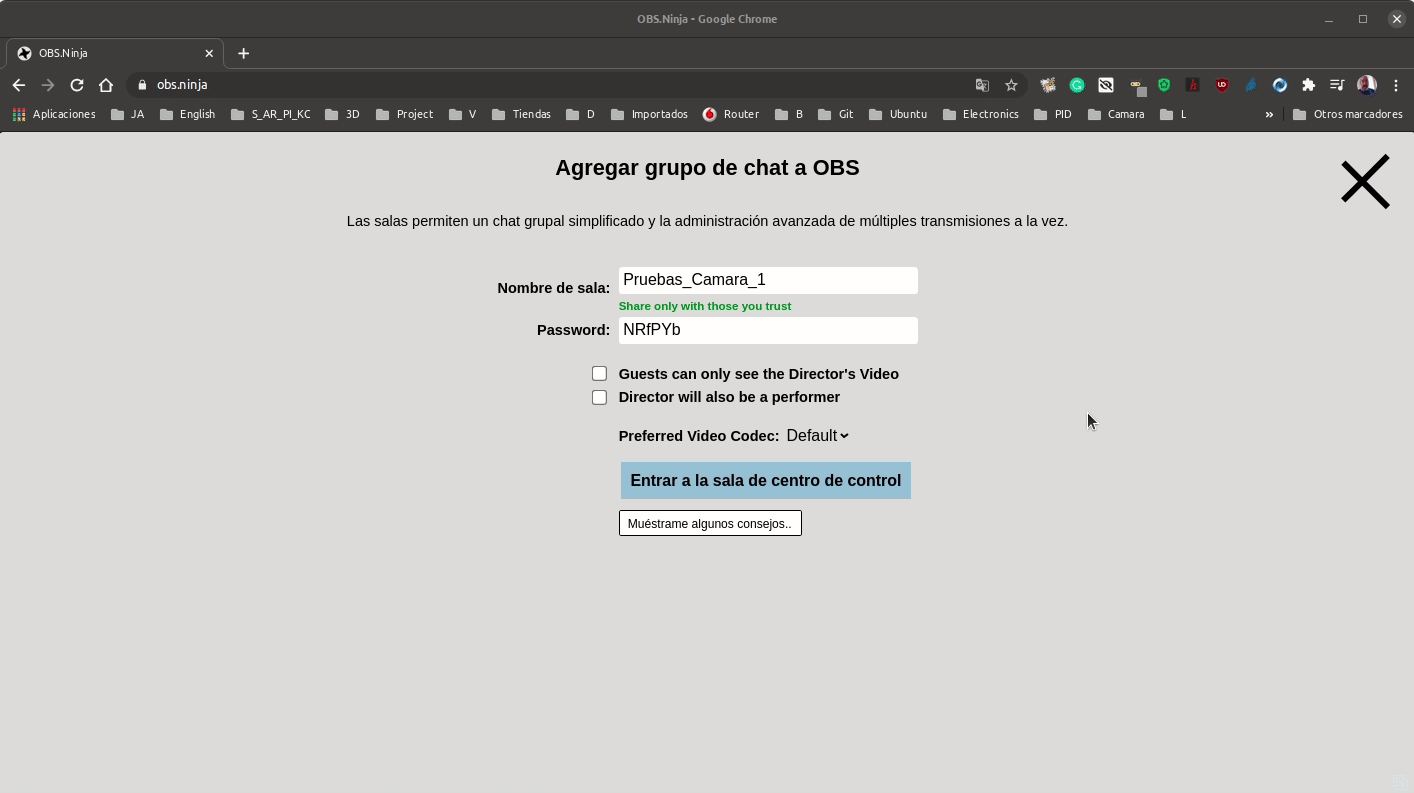 OBS.Ninja - Google Chrome
OBS.Ninja
obs.ninja
Aplicaciones JA English S_AR_PI_KC 3D Project V Tiendas D Importados Router B Git Ubuntu Electronics PID Camara L » Otros marcadores
Agregar grupo de chat a OBS
Las salas permiten un chat grupal simplificado y la administración avanzada de múltiples transmisiones a la vez.
Nombre de sala: Pruebas_Camara_1
Share only with those you trust
Password: NRfPYb
Guests can only see the Director's Video
Director will also be a performer
Preferred Video Codec: Default
Entrar a la sala de centro de control
Muéstrame algunos consejos..